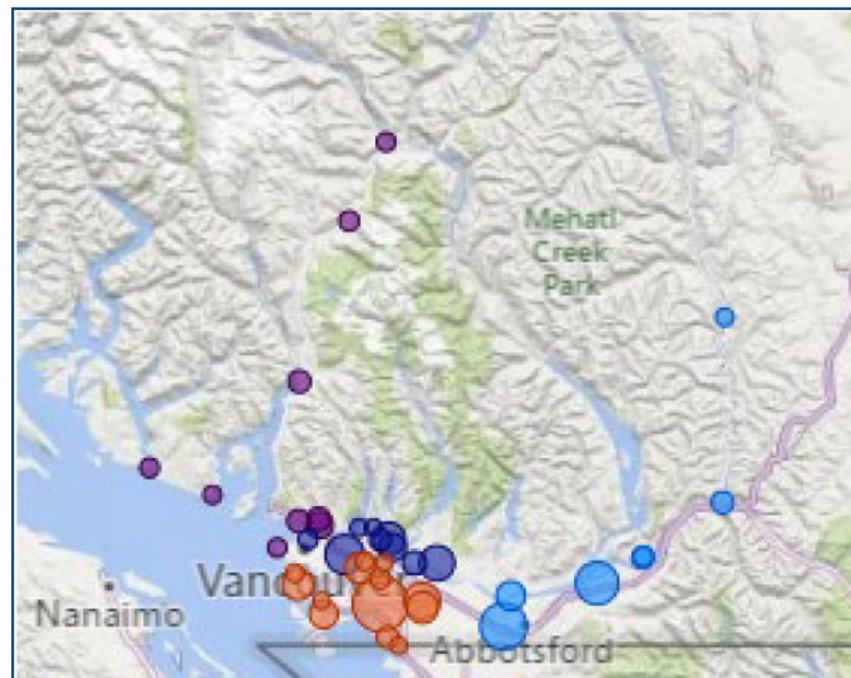 Mehatl
Creek
Park
Vancouver
Nanaimo
Abbotsford